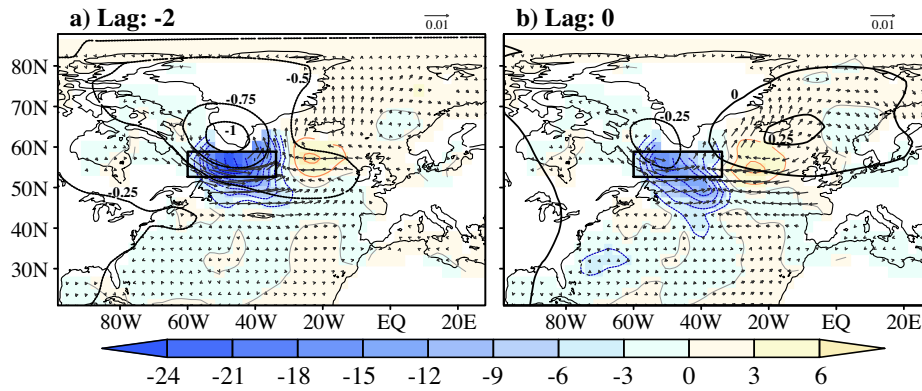 a) Lag: -2
0.01
b) Lag: 0
0.01
80N
70N
60N
50N
40N
30N
-0.5
-0.75
-1
-0.25
0
-0.25
0.25
80W
60W
40W
20W
EQ
20E
80W
60W
40W
20W
EQ
20E
-24
-21
-18
-15
-12
-9
-6
-3
0
3
6